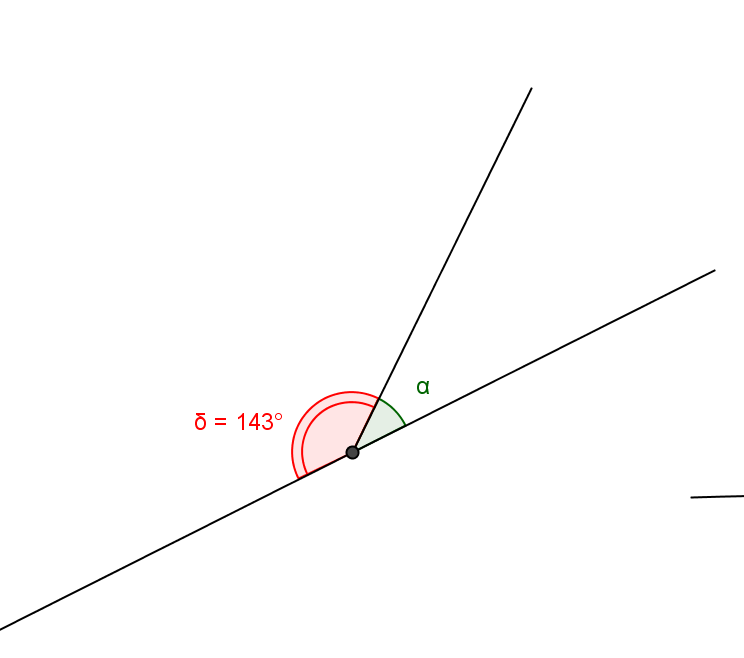 α
δ = 143°